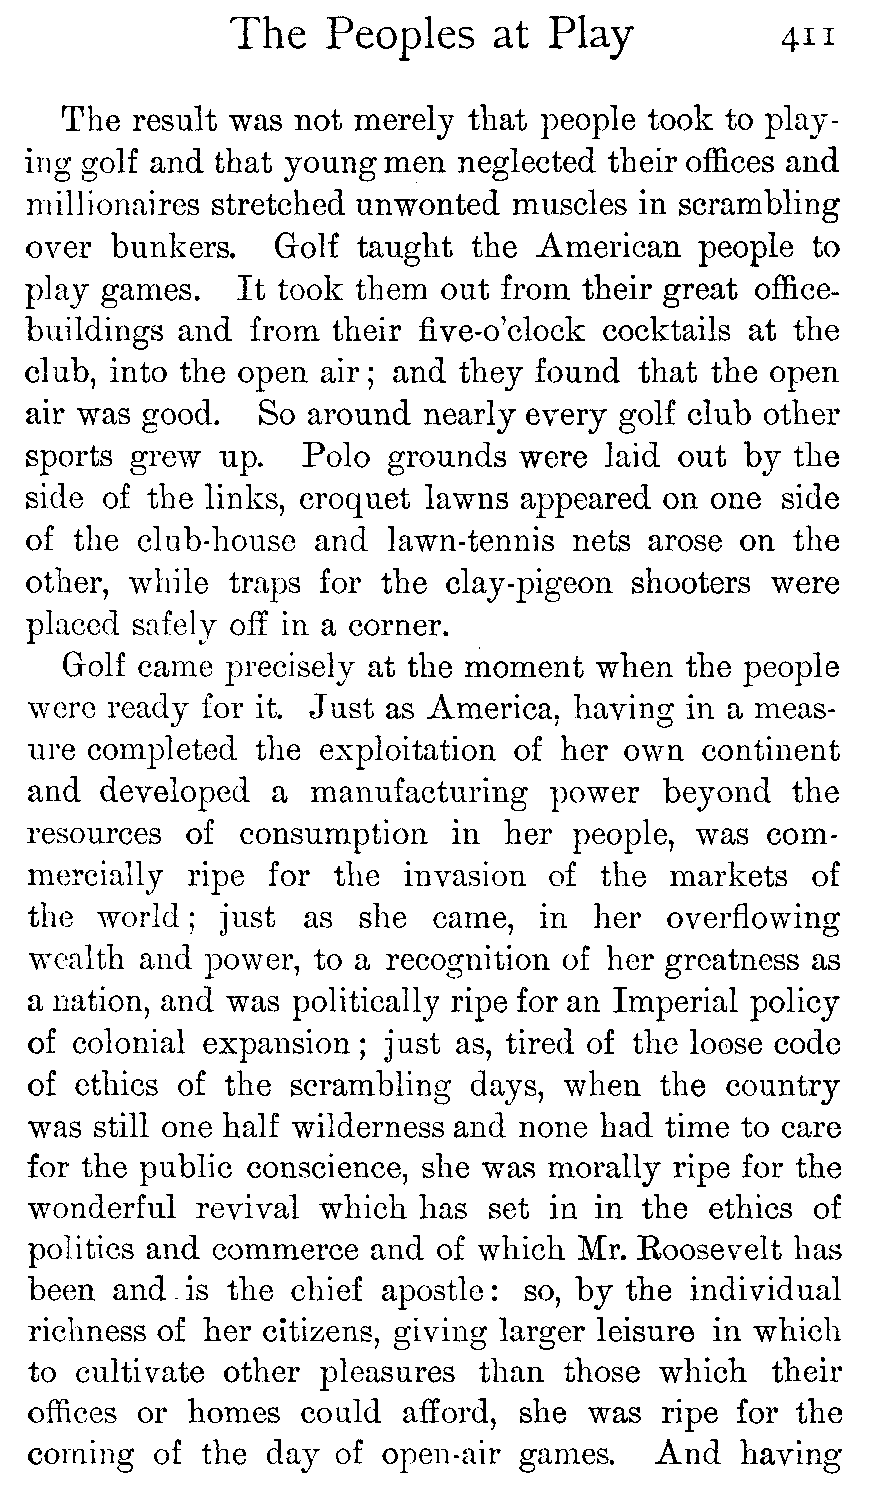 The Peoples at Play 411
The result was not merely that people took to play-
ing golf and that young men neglected their offices and
millionaires stretched unwonted muscles in scrambling
over bunkers. Golf taught the American people to
play games. It took them out from their great office-
buildings and from their five-o'clock cocktails at the
club, into the open air; and they found that the open
air was good. So around nearly every golf club other
sports grew up. Polo grounds were laid out by the
side of the links, croquet lawns appeared on one side
of the club-house and lawn-tennis nets arose on the
other, while traps for the clay-pigeon shooters were
placed safely off in a corner.
Golf came precisely at the moment when the people
were ready for it. Just as America, having in a meas-
ure completed the exploitation of her own continent
and developed a manufacturing power beyond the
resources of consumption in her people, was com-
mercially ripe for the invasion of the markets of
the world; just as she came, in her overflowing
wealth and power, to a recognition of her greatness as
a nation, and was politically ripe for an Imperial policy
of colonial expansion; just as, tired of the loose code
of ethics of the scrambling days, when the country
was still one half wilderness and none had time to care
for the public conscience, she was morally ripe for the
wonderful revival which has set in in the ethics of
politics and commerce and of which Mr. Roosevelt has
been and is the chief apostle: so, by the individual
richness of her citizens, giving larger leisure in which
to cultivate other pleasures than those which their
offices or homes could afford, she was ripe for the
coming of the day of open-air games. And having